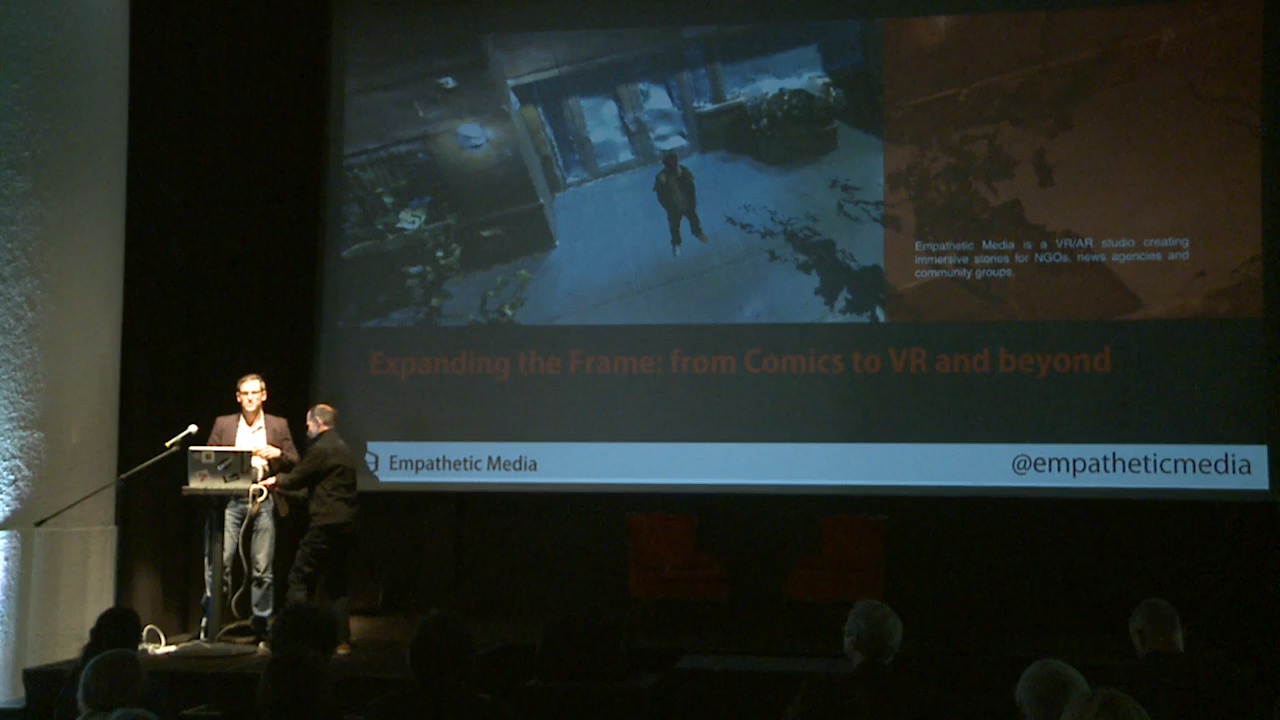 Empathetic Media is a VR/AR studio creating
immersive stories for NGOs, news agencies and
community groups.
Expanding the Frame: from Comics to VR and beyond
Empathetic Media
@empatheticmedia